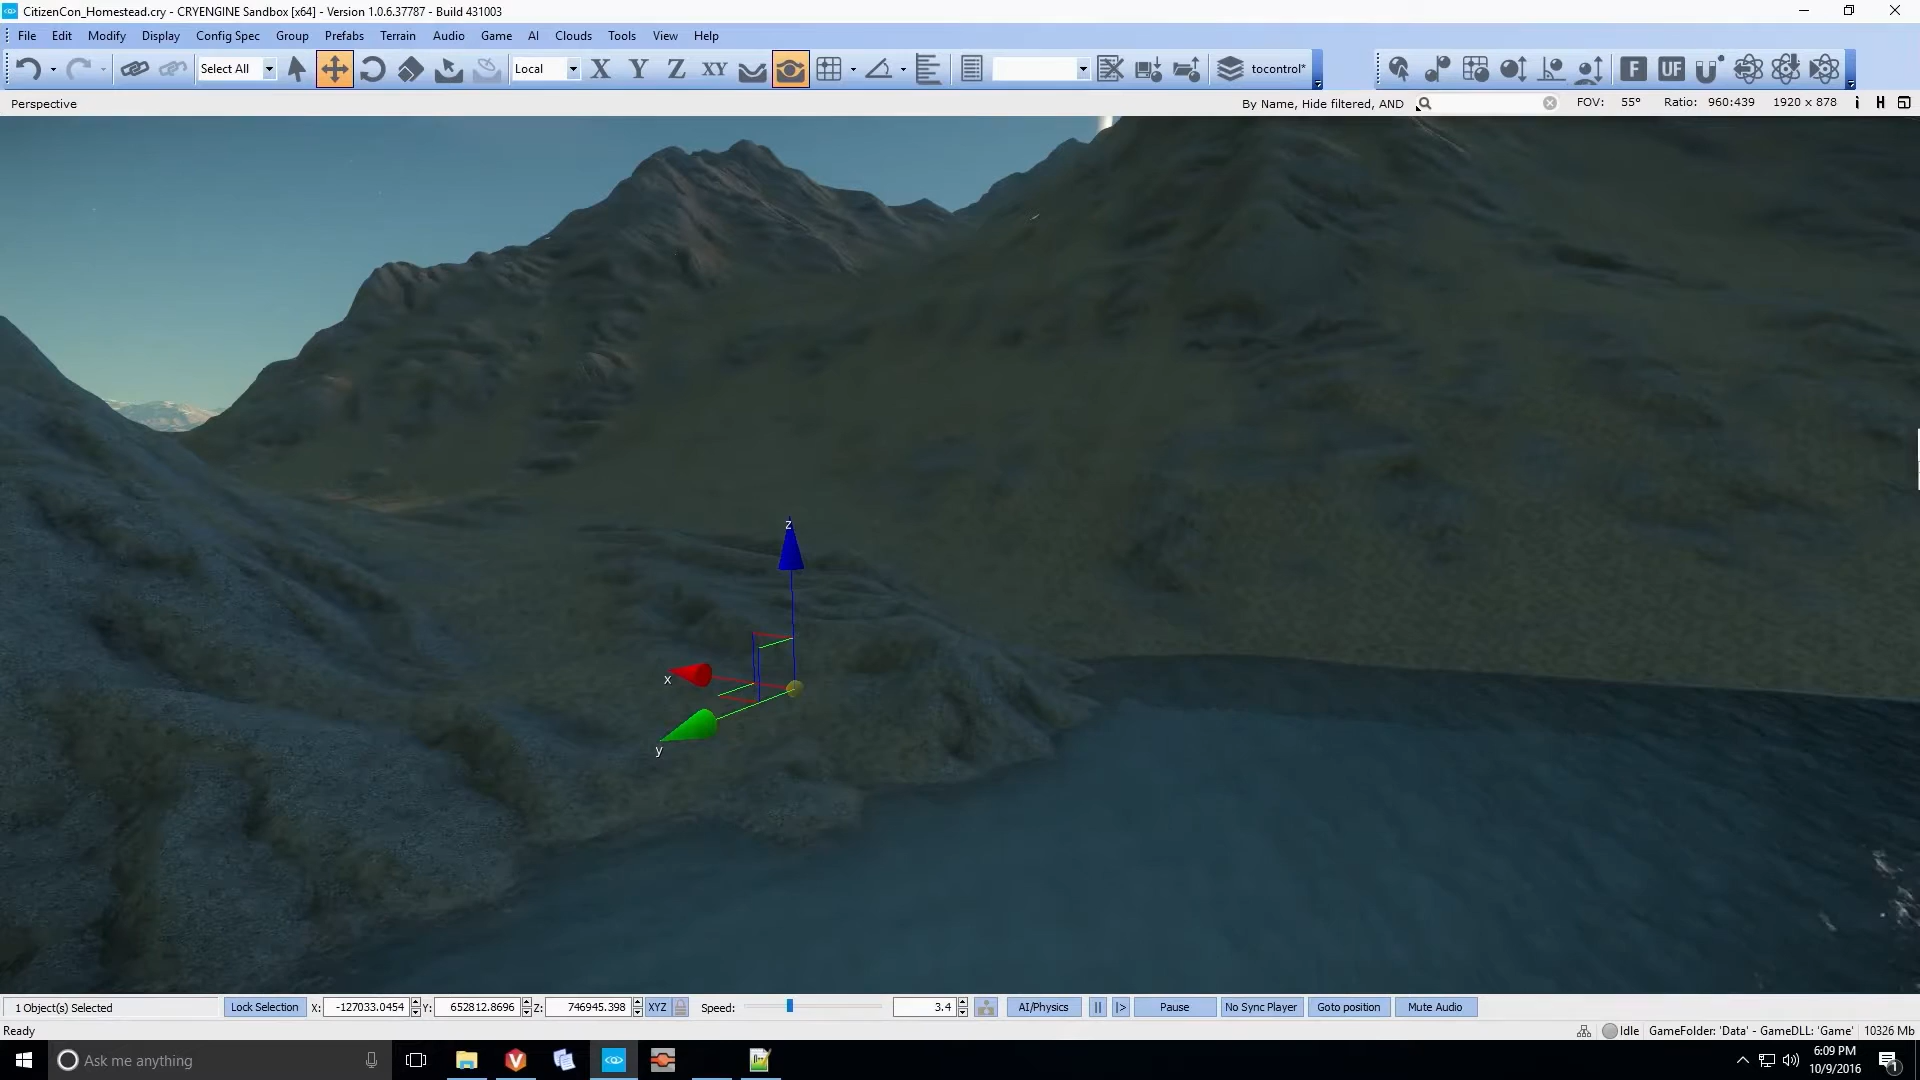 CitizenCon_Homestead.cry - CRYENGINE Sandbox [x64] - Version 1.0.6.37787 - Build 431003
File Edit Modify Display Config Spec Group Prefabs Terrain Audio Game AI Clouds Tools View Help
Select All Local X Y Z XY tocontrol* F UF
Perspective By Name, Hide filtered, AND FOV: 55° Ratio: 960:439 1920 x 878 i H
z
x
y
1 Object(s) Selected Lock Selection X: -127033.0454 Y: 652812.8696 Z: 746945.398 XYZ Speed: 3.4 AI/Physics || |> Pause No Sync Player Goto position Mute Audio
Ready Idle GameFolder: 'Data' - GameDLL: 'Game' 10326 Mb
Ask me anything
6:09 PM
10/9/2016
1